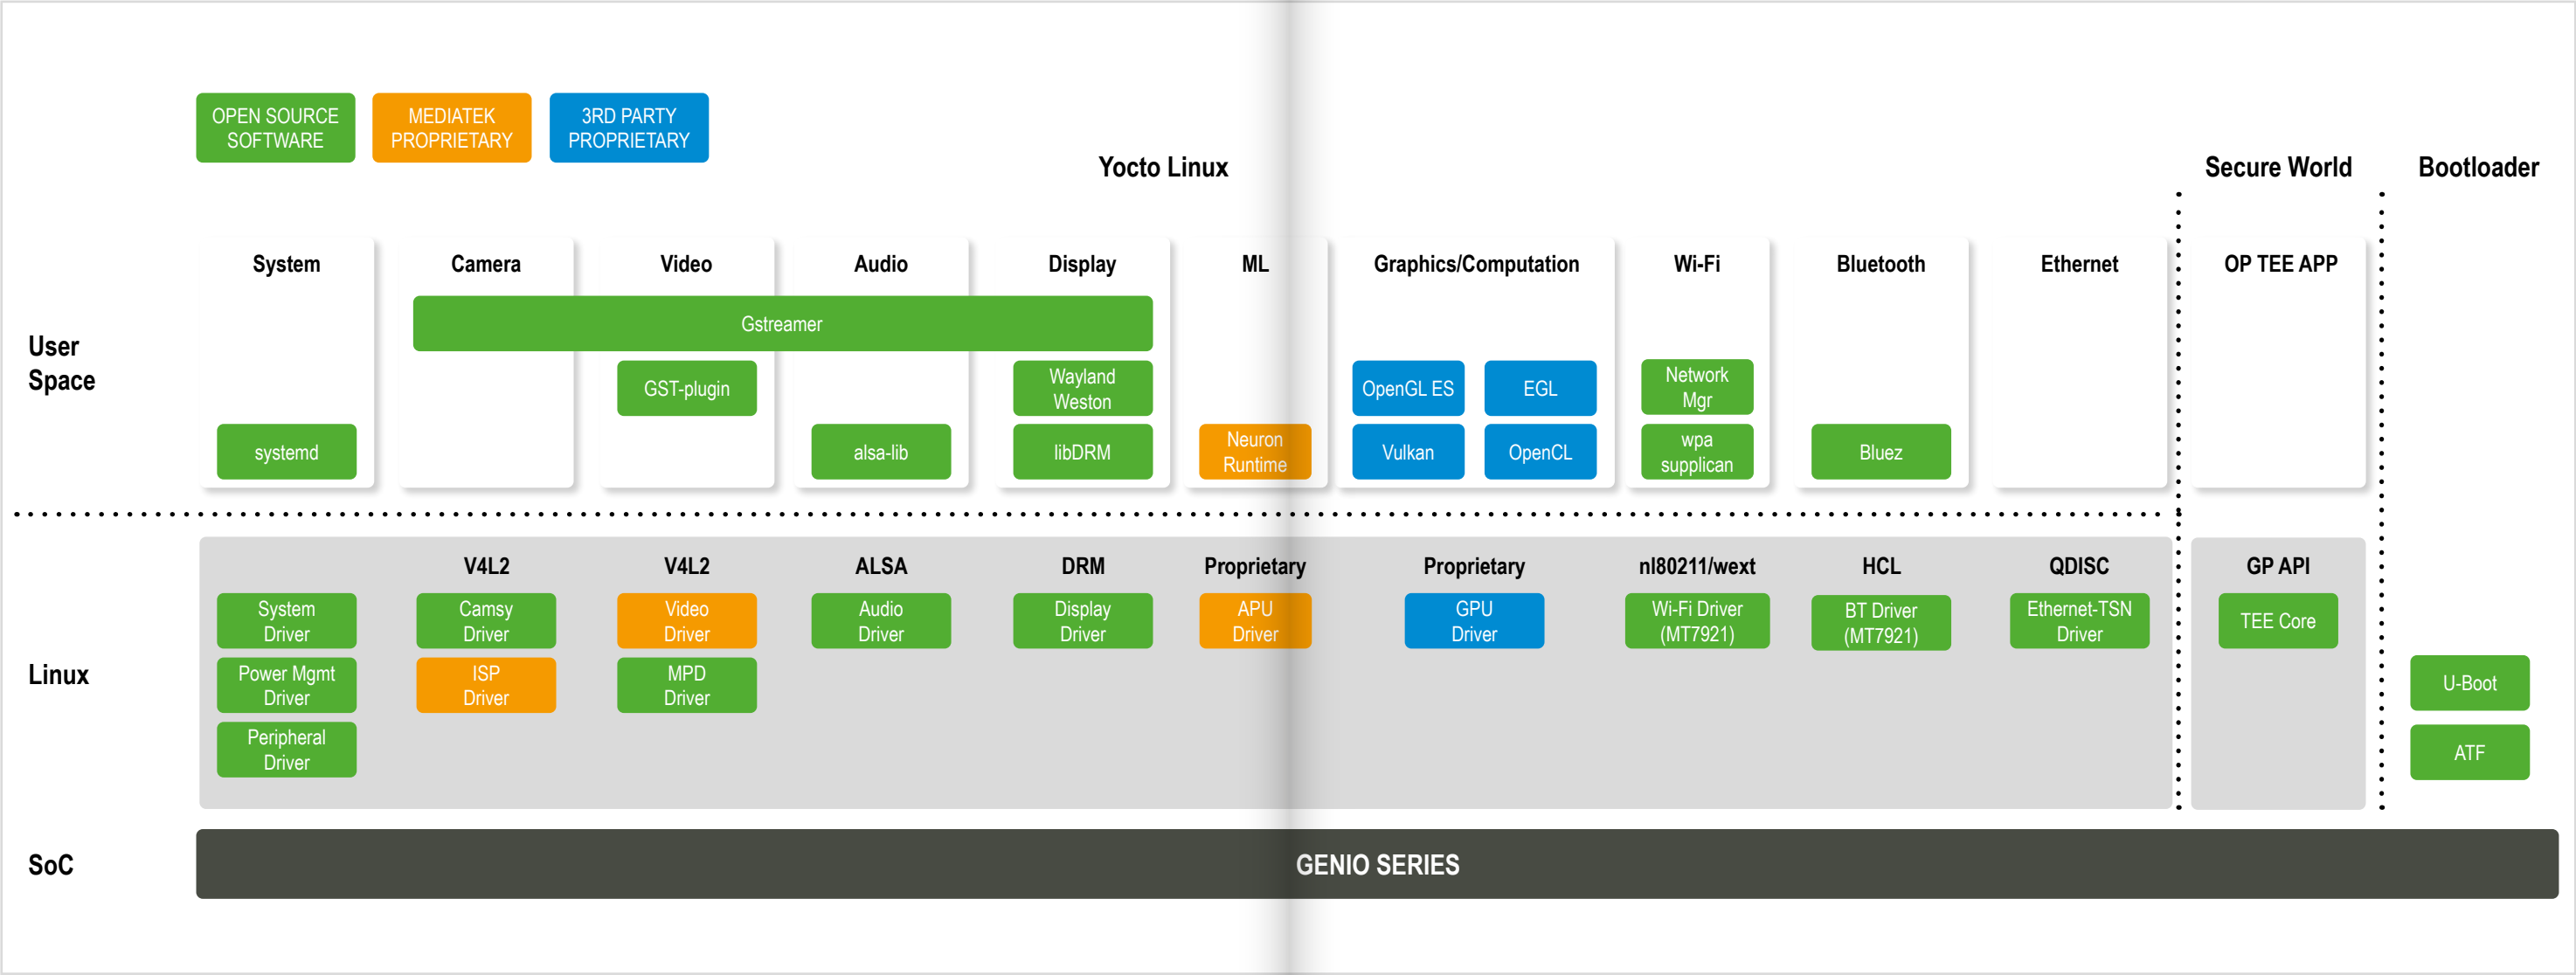 OPEN SOURCE
SOFTWARE
MEDIATEK
PROPRIETARY
3RD PARTY
PROPRIETARY
Yocto Linux
Secure World
Bootloader
System
Camera
Video
Audio
Display
ML
Graphics/Computation
Wi-Fi
Bluetooth
Ethernet
OP TEE APP
User
Space
Gstreamer
GST-plugin
Wayland
Weston
OpenGL ES
EGL
Network
Mgr
systemd
alsa-lib
libDRM
Neuron
Runtime
Vulkan
OpenCL
wpa
supplican
Bluez
Linux
V4L2
V4L2
ALSA
DRM
Proprietary
Proprietary
nl80211/wext
HCL
QDISC
GP API
System
Driver
Camsy
Driver
Video
Driver
Audio
Driver
Display
Driver
APU
Driver
GPU
Driver
Wi-Fi Driver
(MT7921)
BT Driver
(MT7921)
Ethernet-TSN
Driver
TEE Core
Power Mgmt
Driver
ISP
Driver
MPD
Driver
U-Boot
Peripheral
Driver
ATF
SoC
GENIO SERIES